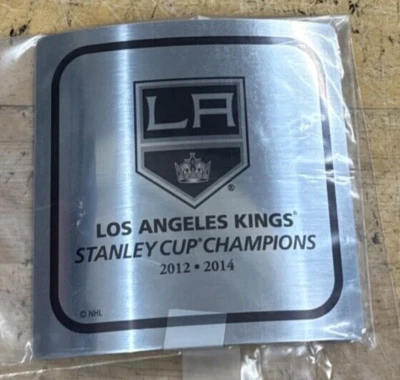 LA
®
LOS ANGELES KINGS®
STANLEY CUP® CHAMPIONS
2012 • 2014
© NHL